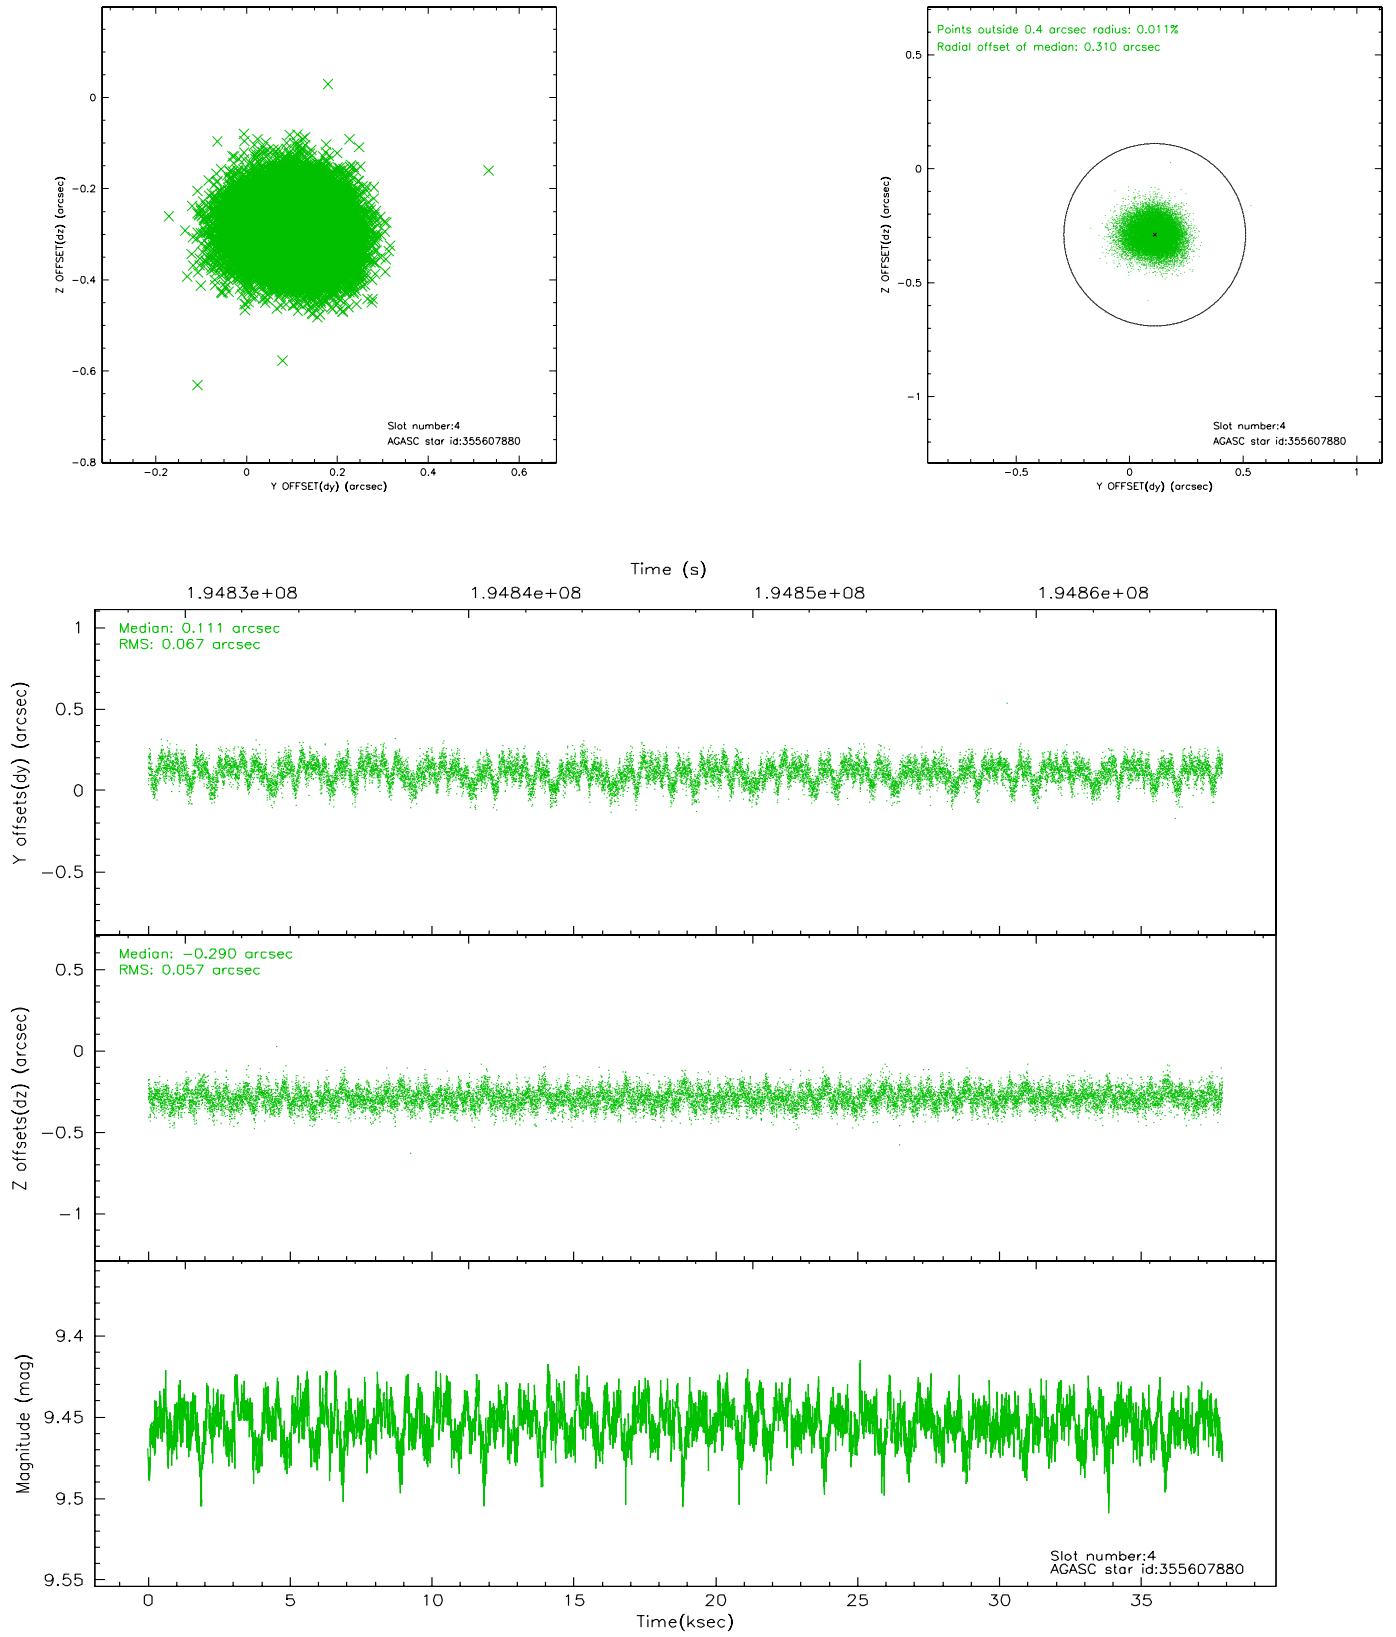 0
−0.2
−0.4
−0.6
−0.8
Z OFFSET(dz) (arcsec)
Slot number:4
AGASC star id:355607880
−0.2
0
0.2
0.4
0.6
Y OFFSET(dy) (arcsec)
Points outside 0.4 arcsec radius: 0.011%
Radial offset of median: 0.310 arcsec
0.5
0
−0.5
−1
Z OFFSET(dz) (arcsec)
Slot number:4
AGASC star id:355607880
−0.5
0
0.5
1
Y OFFSET(dy) (arcsec)
Time (s)
1.9483e+08
1.9484e+08
1.9485e+08
1.9486e+08
Median: 0.111 arcsec
RMS: 0.067 arcsec
1
0.5
0
−0.5
Y offsets(dy) (arcsec)
Median: −0.290 arcsec
RMS: 0.057 arcsec
0.5
0
−0.5
−1
Z offsets(dz) (arcsec)
9.4
9.45
9.5
9.55
Magnitude (mag)
Slot number:4
AGASC star id:355607880
0
5
10
15
20
25
30
35
Time(ksec)